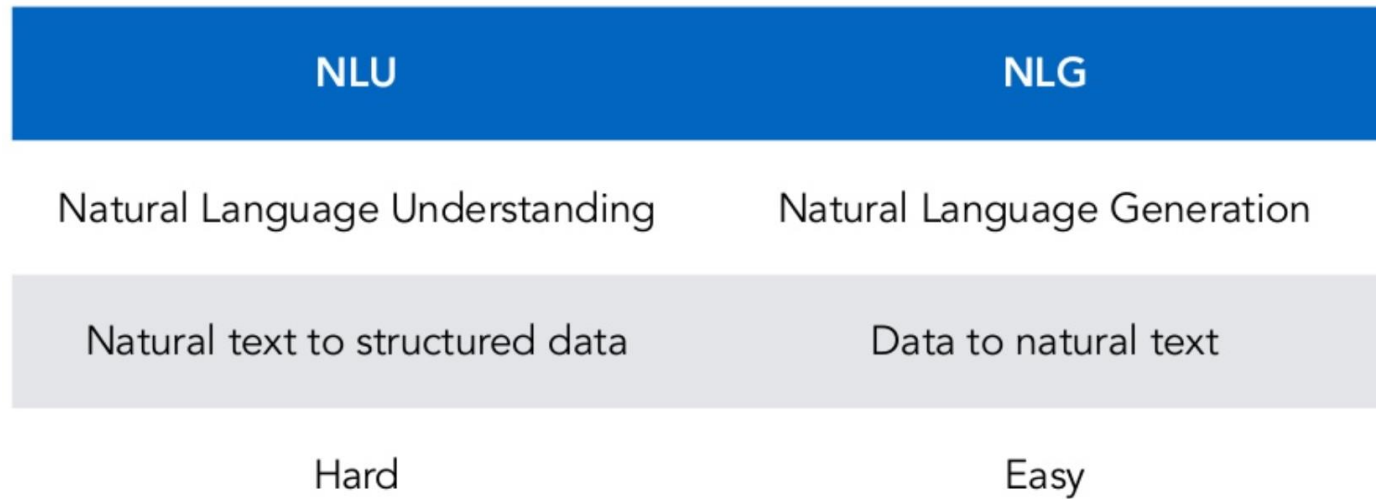 NLU NLG
Natural Language Understanding Natural Language Generation
Natural text to structured data Data to natural text
Hard Easy